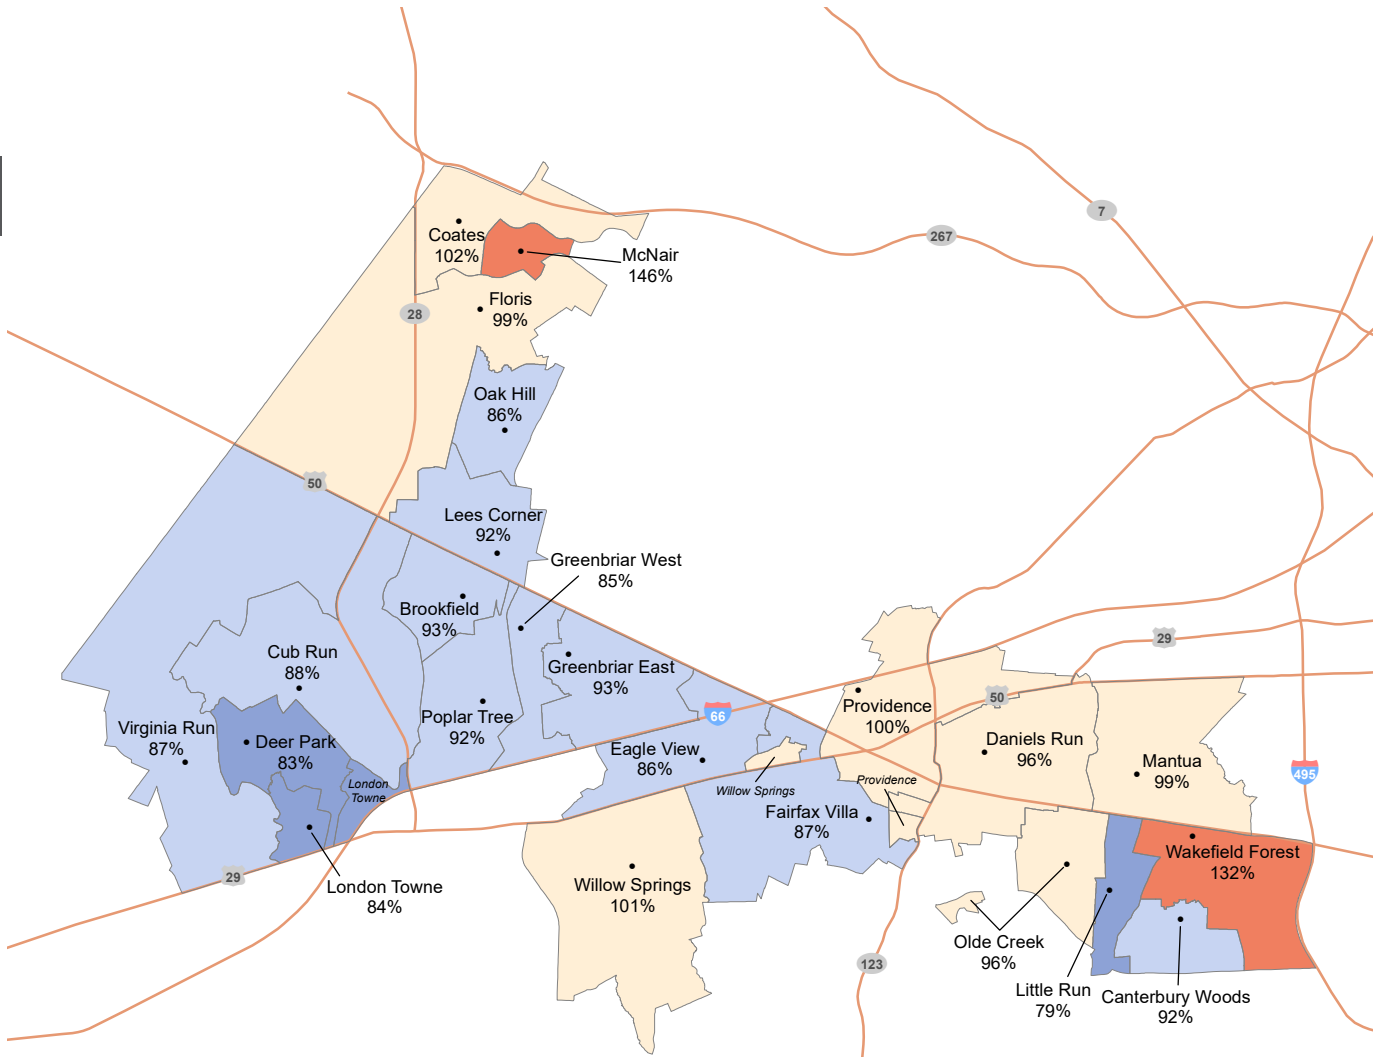 7
267
Coates
102%
McNair
146%
Floris
99%
28
Oak Hill
86%
50
Lees Corner
92%
Greenbriar West
85%
Brookfield
93%
29
Cub Run
88%
Greenbriar East
93%
50
Providence
100%
66
Poplar Tree
92%
Virginia Run
87%
Deer Park
83%
Eagle View
86%
Daniels Run
96%
Mantua
99%
495
London
Towne
Willow Springs
Providence
Fairfax Villa
87%
Wakefield Forest
132%
29
London Towne
84%
Willow Springs
101%
Olde Creek
96%
123
Little Run
79%
Canterbury Woods
92%